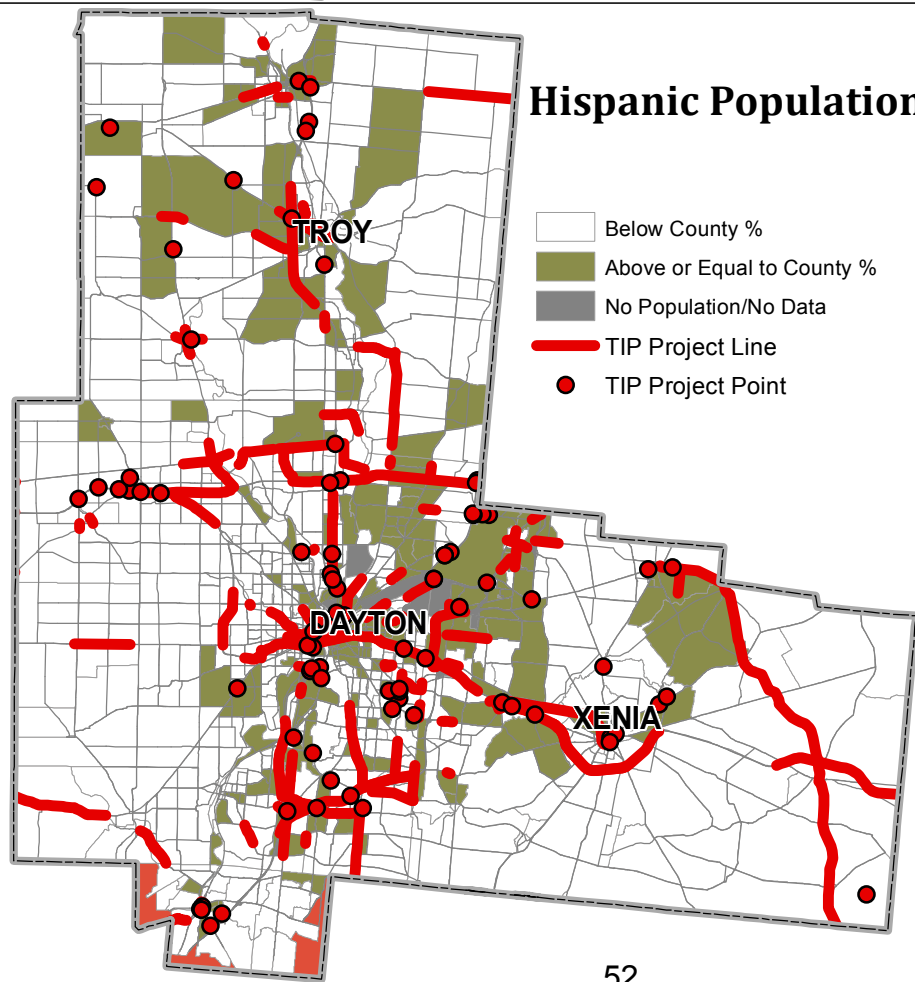 Hispanic Population
Below County %
Above or Equal to County %
No Population/No Data
TIP Project Line
TIP Project Point
TROY
DAYTON
XENIA
52